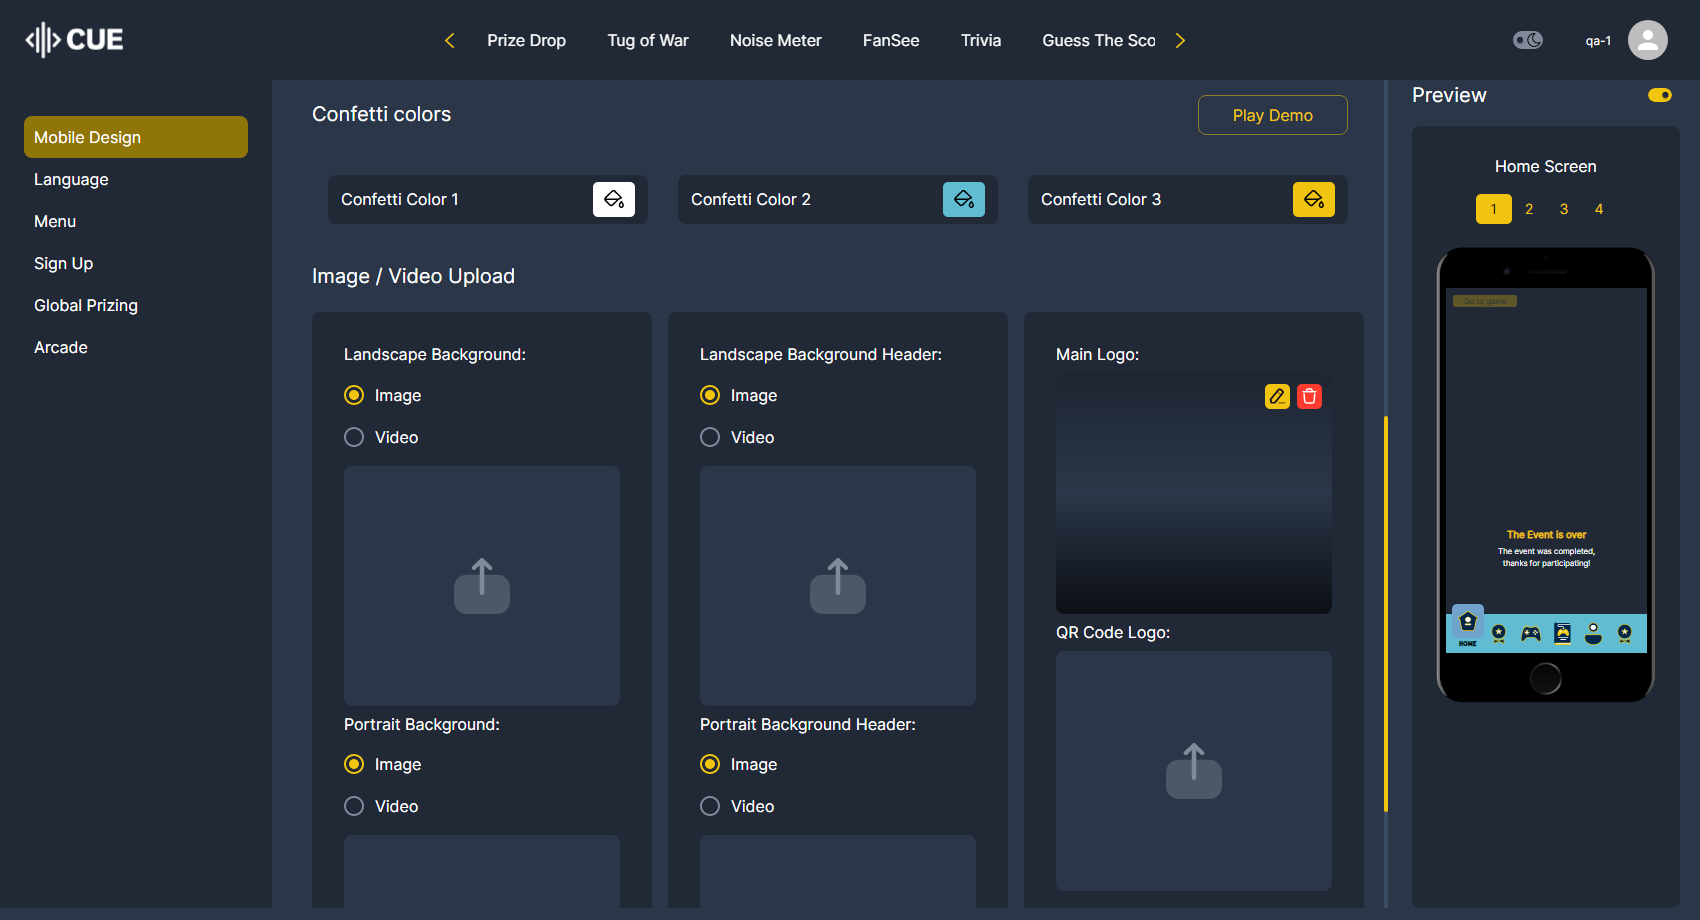 CUE
Prize Drop
Tug of War
Noise Meter
FanSee
Trivia
Guess The Sco
qa-1
Mobile Design
Language
Menu
Sign Up
Global Prizing
Arcade
Confetti colors
Play Demo
Confetti Color 1
Confetti Color 2
Confetti Color 3
Image / Video Upload
Landscape Background:
Image
Video
Portrait Background:
Image
Video
Landscape Background Header:
Image
Video
Portrait Background Header:
Image
Video
Main Logo:
QR Code Logo:
Preview
Home Screen
1 2 3 4
Go to game
The Event is over
The event was completed,
thanks for participating!
HOME